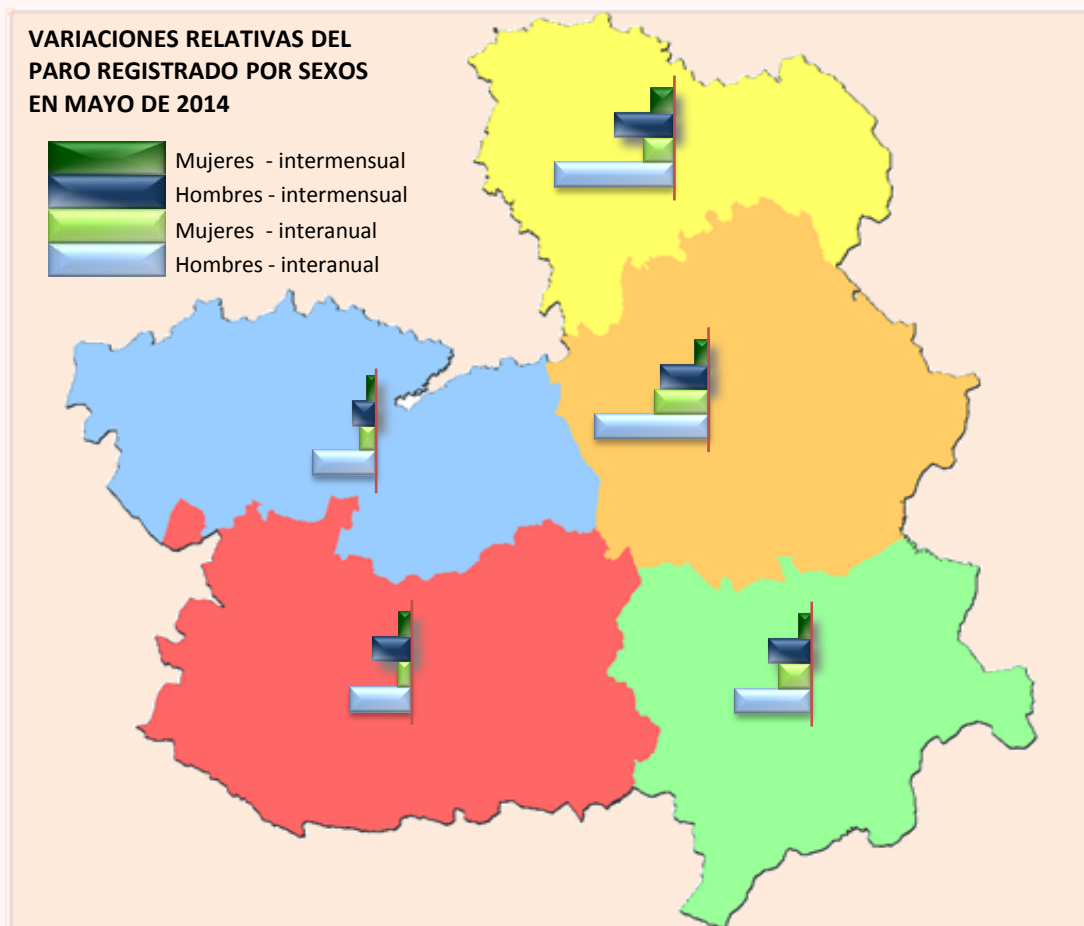 VARIACIONES RELATIVAS DEL
PARO REGISTRADO POR SEXOS
EN MAYO DE 2014
Mujeres - intermensual
Hombres - intermensual
Mujeres - interanual
Hombres - interanual